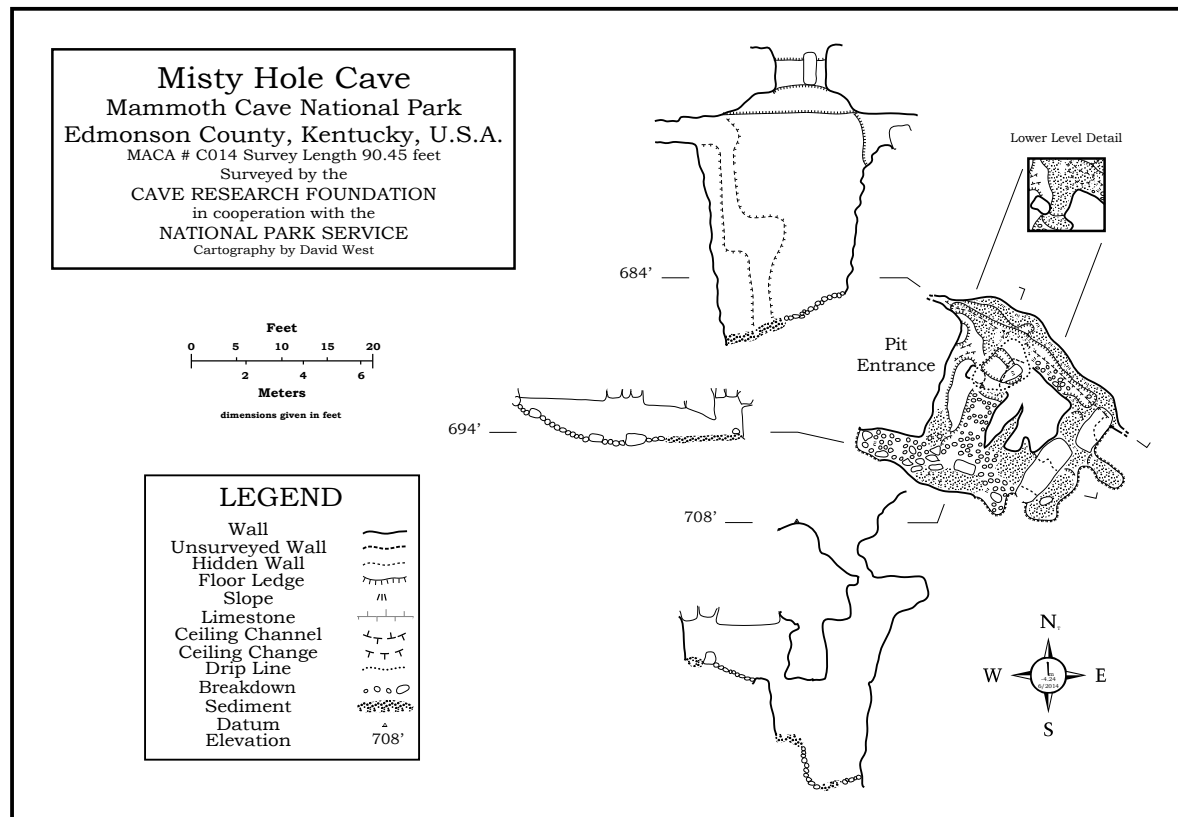 Misty Hole Cave
Mammoth Cave National Park
Edmonson County, Kentucky, U.S.A.
MACA # C014 Survey Length 90.45 feet
Surveyed by the
CAVE RESEARCH FOUNDATION
in cooperation with the
NATIONAL PARK SERVICE
Cartography by David West
Lower Level Detail
684’
Pit
Entrance
Feet
0 5 10 15 20
2 4 6
Meters
dimensions given in feet
694’
708’
LEGEND
Wall
Unsurveyed Wall
Hidden Wall
Floor Ledge
Slope
Limestone
Ceiling Channel
Ceiling Change
Drip Line
Breakdown
Sediment
Datum
Elevation 708’
N
W E
S
m
-4.24
6/2014